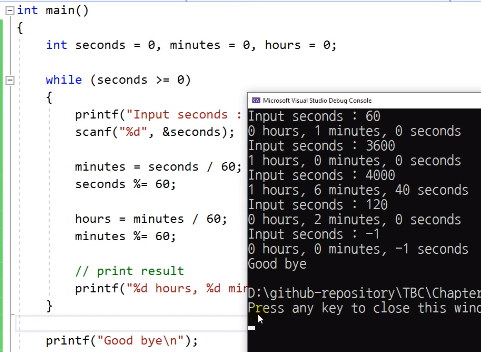 int main()
{
int seconds = 0, minutes = 0, hours = 0;
while (seconds >= 0)
{
printf("Input seconds :
scanf("%d", &seconds);
minutes = seconds / 60;
seconds %= 60;
hours = minutes / 60;
minutes %= 60;
// print result
printf("%d hours, %d min
}
printf("Good bye\n");
Microsoft Visual Studio Debug Console
Input seconds : 60
0 hours, 1 minutes, 0 seconds
Input seconds : 3600
1 hours, 0 minutes, 0 seconds
Input seconds : 4000
1 hours, 6 minutes, 40 seconds
Input seconds : 120
0 hours, 2 minutes, 0 seconds
Input seconds : -1
0 hours, 0 minutes, -1 seconds
Good bye
D:\github-repository\TBC\Chapter
Press any key to close this wind